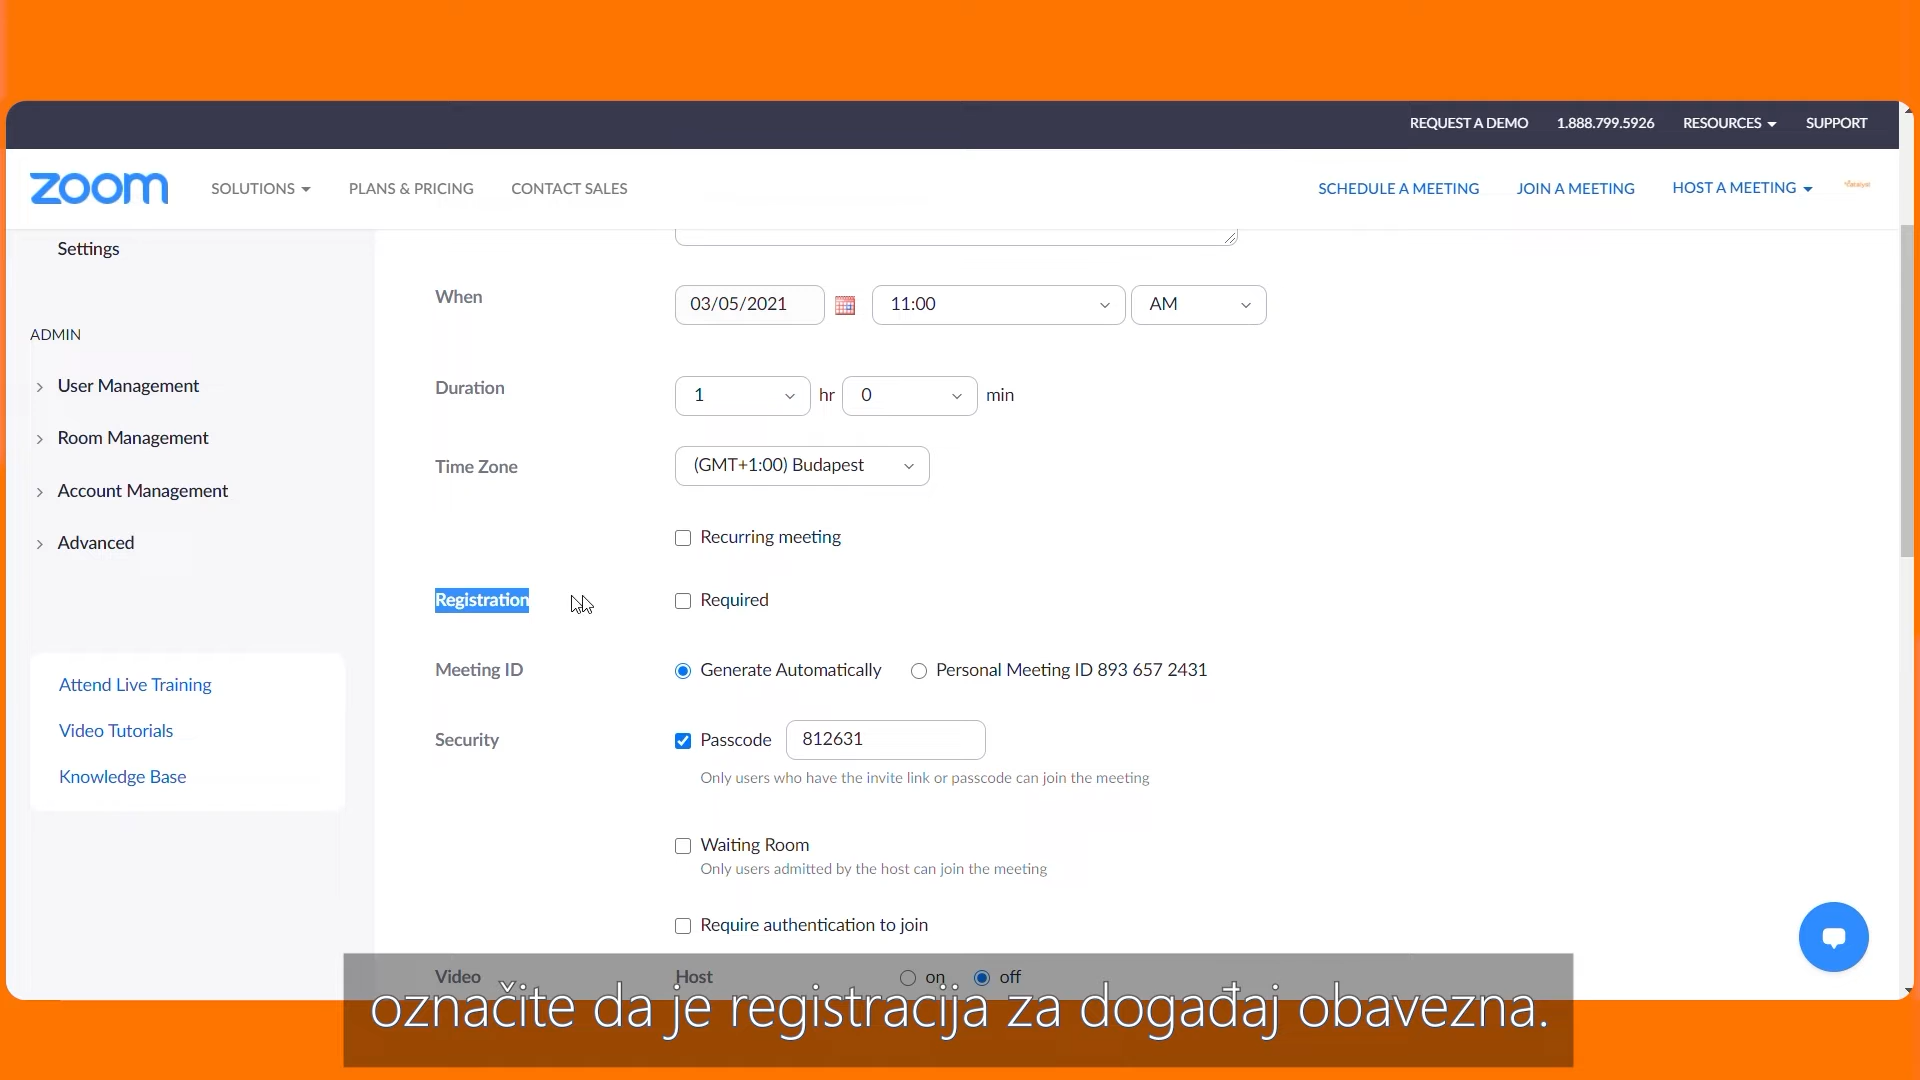 REQUEST A DEMO 1.888.799.5926 RESOURCES SUPPORT
zoom SOLUTIONS PLANS & PRICING CONTACT SALES SCHEDULE A MEETING JOIN A MEETING HOST A MEETING
Settings
When 03/05/2021 11:00 AM
ADMIN
User Management
Duration 1 hr 0 min
Room Management
Time Zone (GMT+1:00) Budapest
Account Management
Advanced
Recurring meeting
Registration Required
Meeting ID Generate Automatically Personal Meeting ID 893 657 2431
Attend Live Training
Video Tutorials
Security Passcode 812631
Knowledge Base
Only users who have the invite link or passcode can join the meeting
Waiting Room
Only users admitted by the host can join the meeting
Require authentication to join
Video Host on off
označite da je registracija za događaj obavezna.